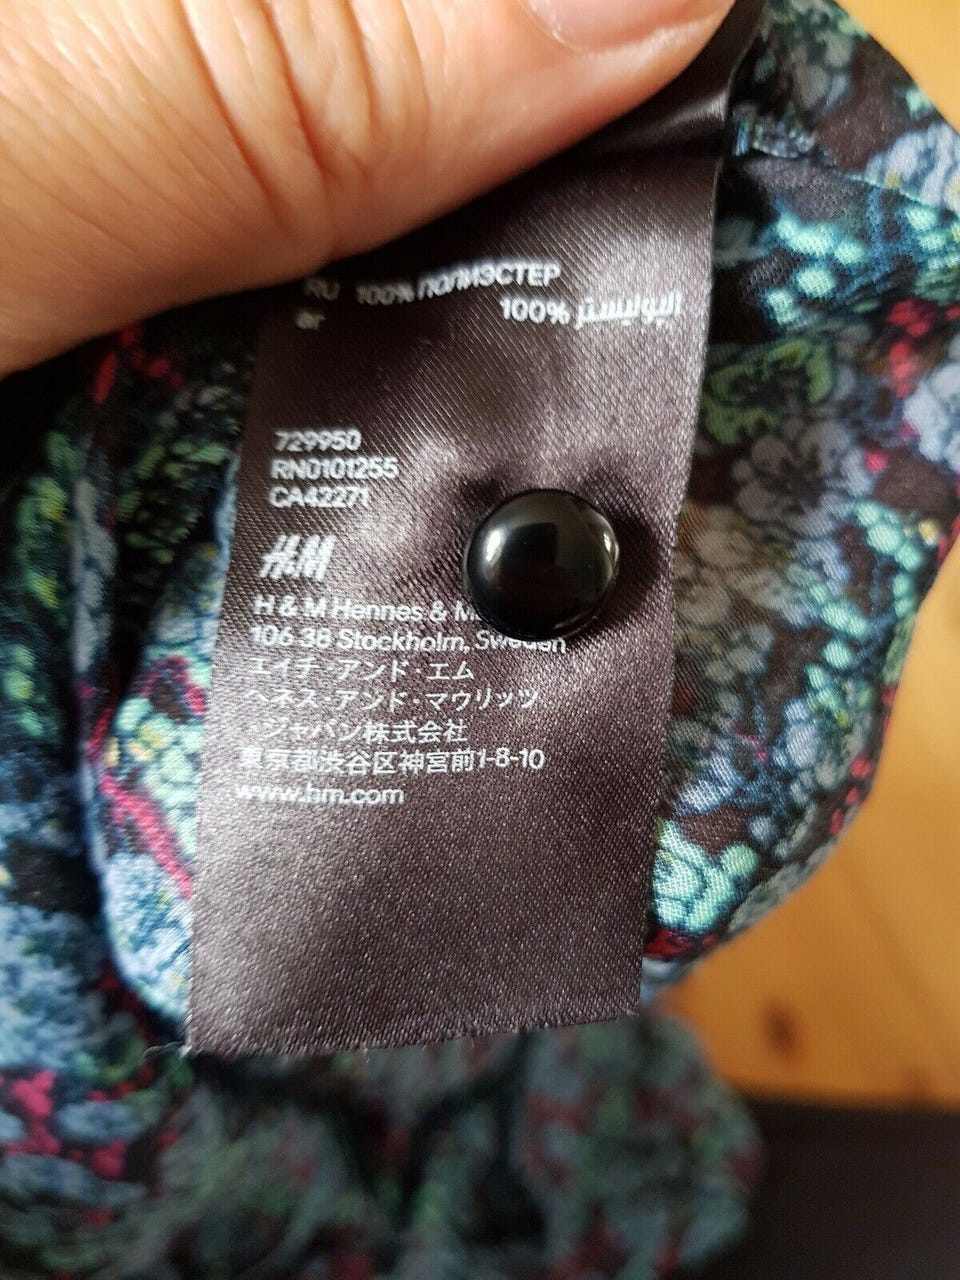 RU 100% ПОЛИЭСТЕР
ar 100% البوليستر
729950
RN0101255
CA42271
H&M
H & M Hennes &
106 38 Stockholm, Sweden
エイチ・アンド・エム
ヘネス・アンド・マウリッツ
ジャパン株式会社
東京都渋谷区神宮前1-8-10
www.hm.com